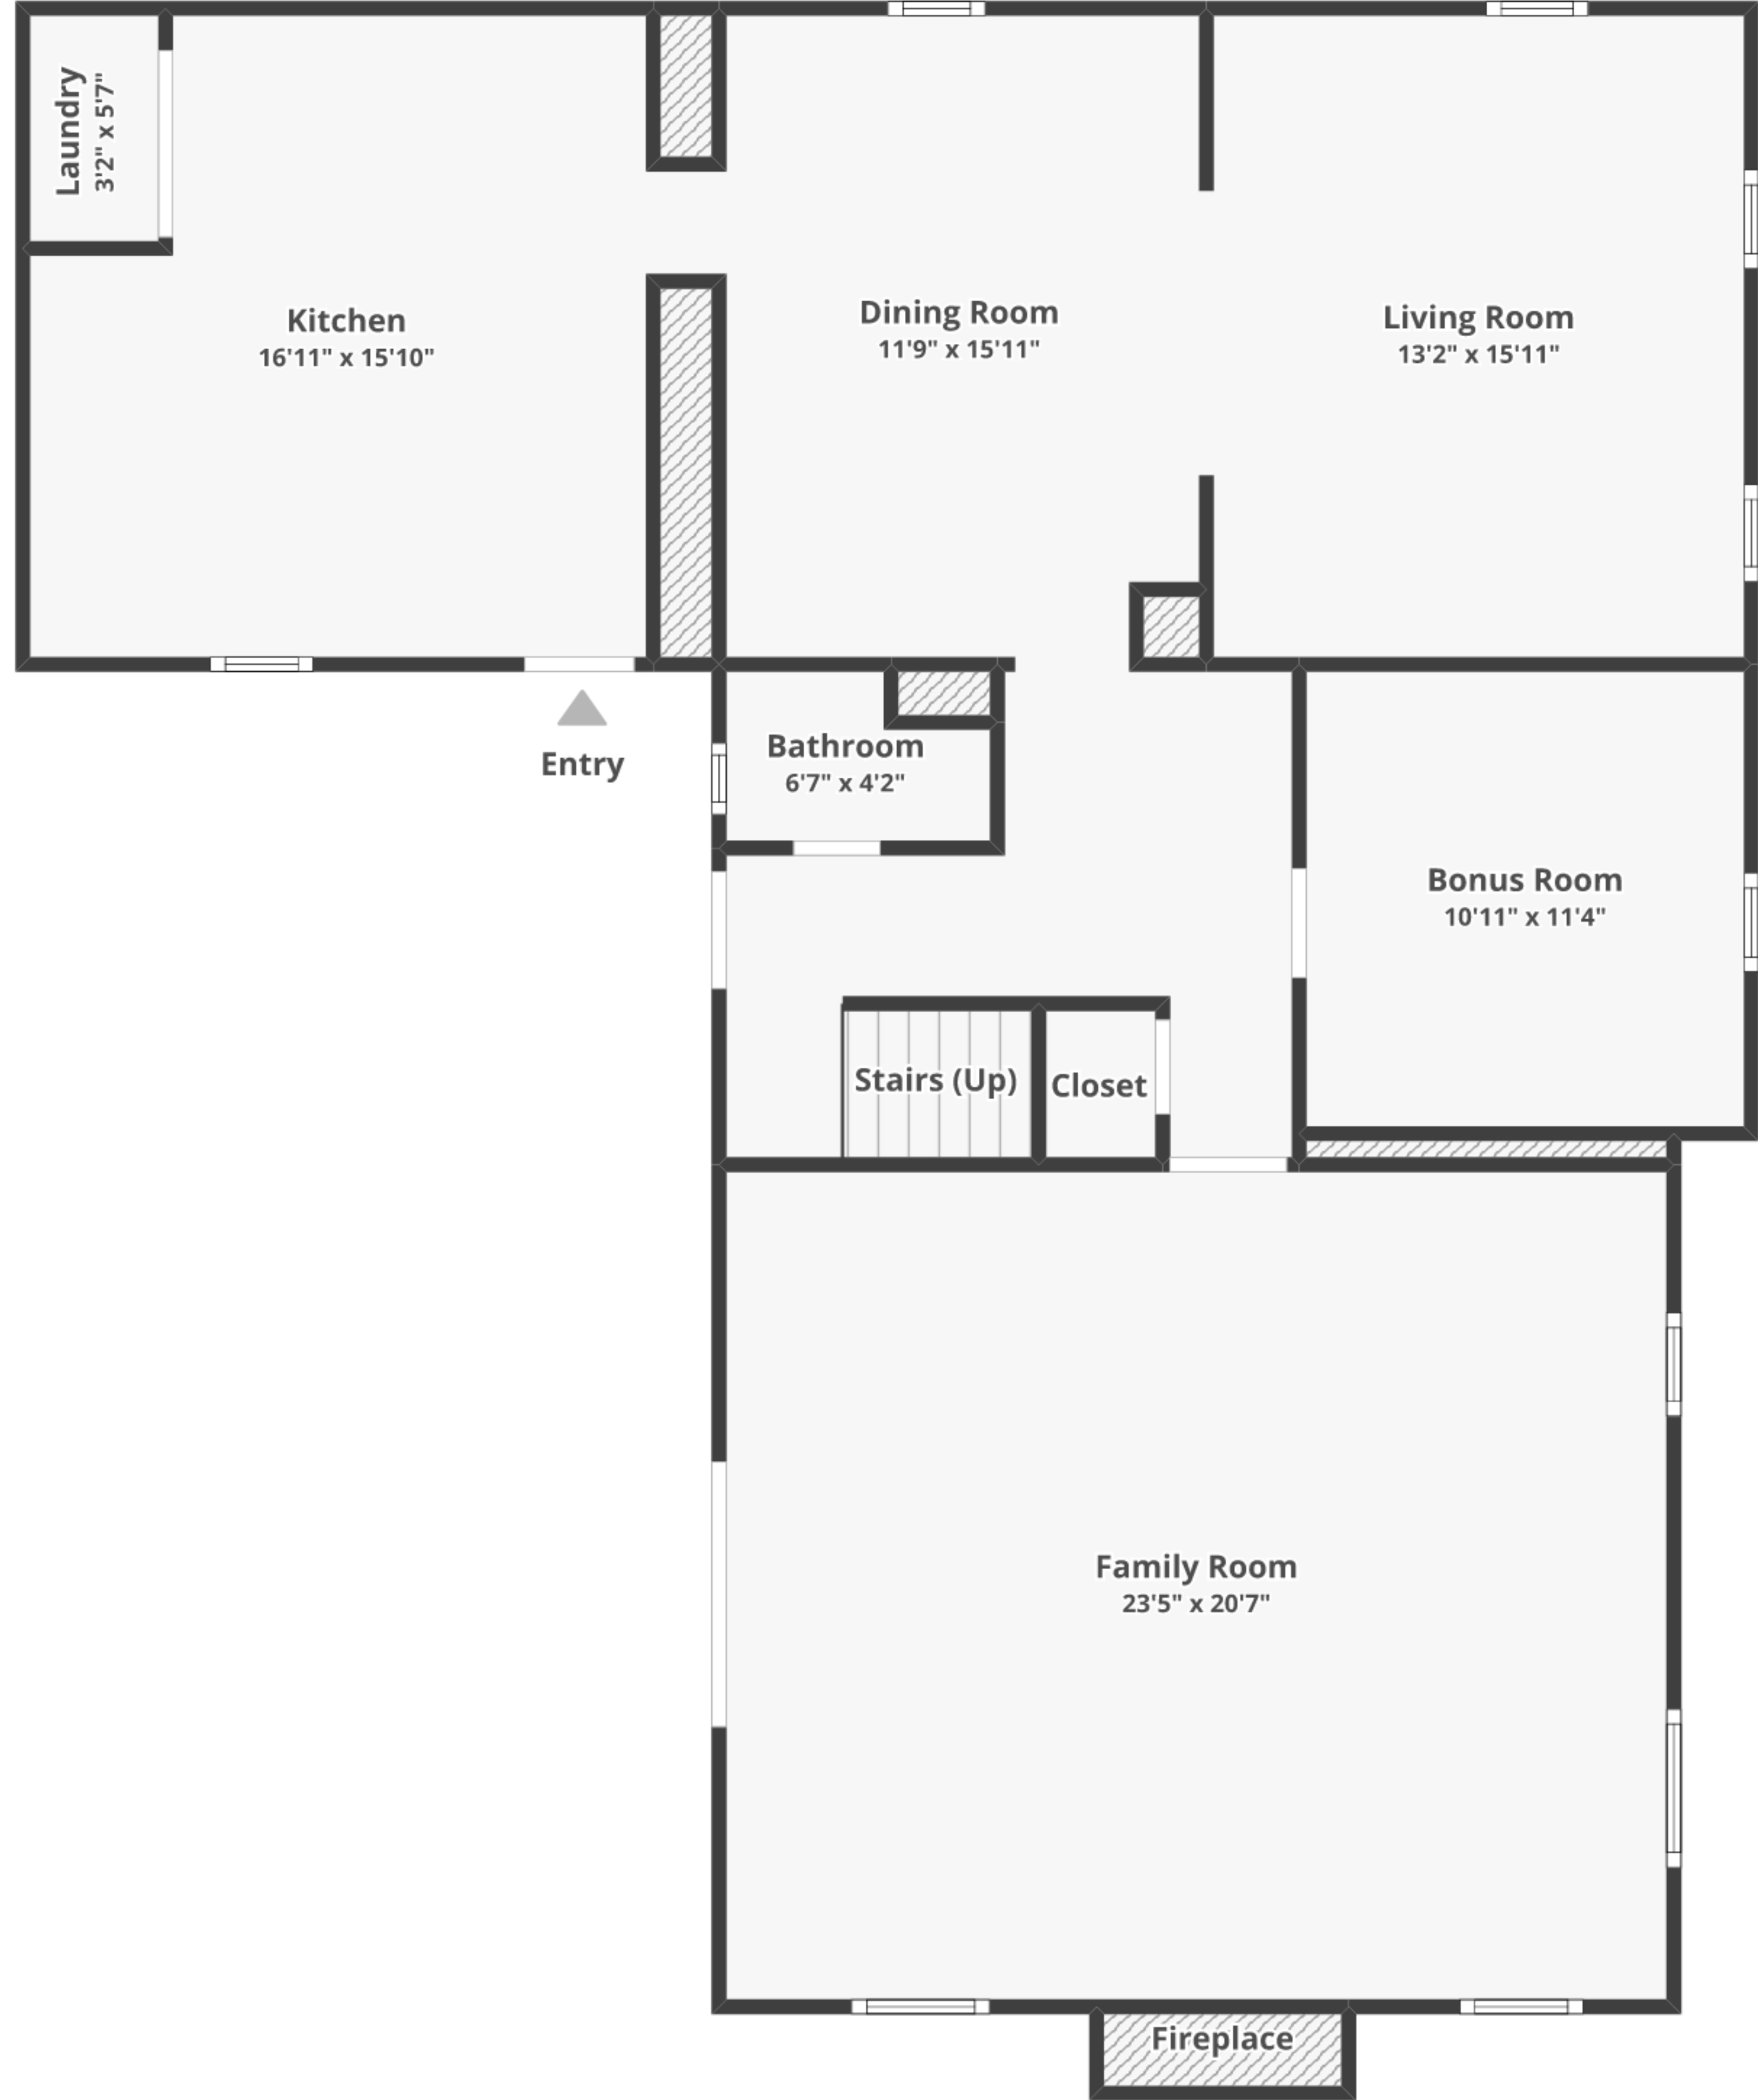 Laundry
3'2" x 5'7"
Kitchen
16'11" x 15'10"
Dining Room
11'9" x 15'11"
Living Room
13'2" x 15'11"
Entry
Bathroom
6'7" x 4'2"
Bonus Room
10'11" x 11'4"
Stairs (Up)
Closet
Family Room
23'5" x 20'7"
Fireplace